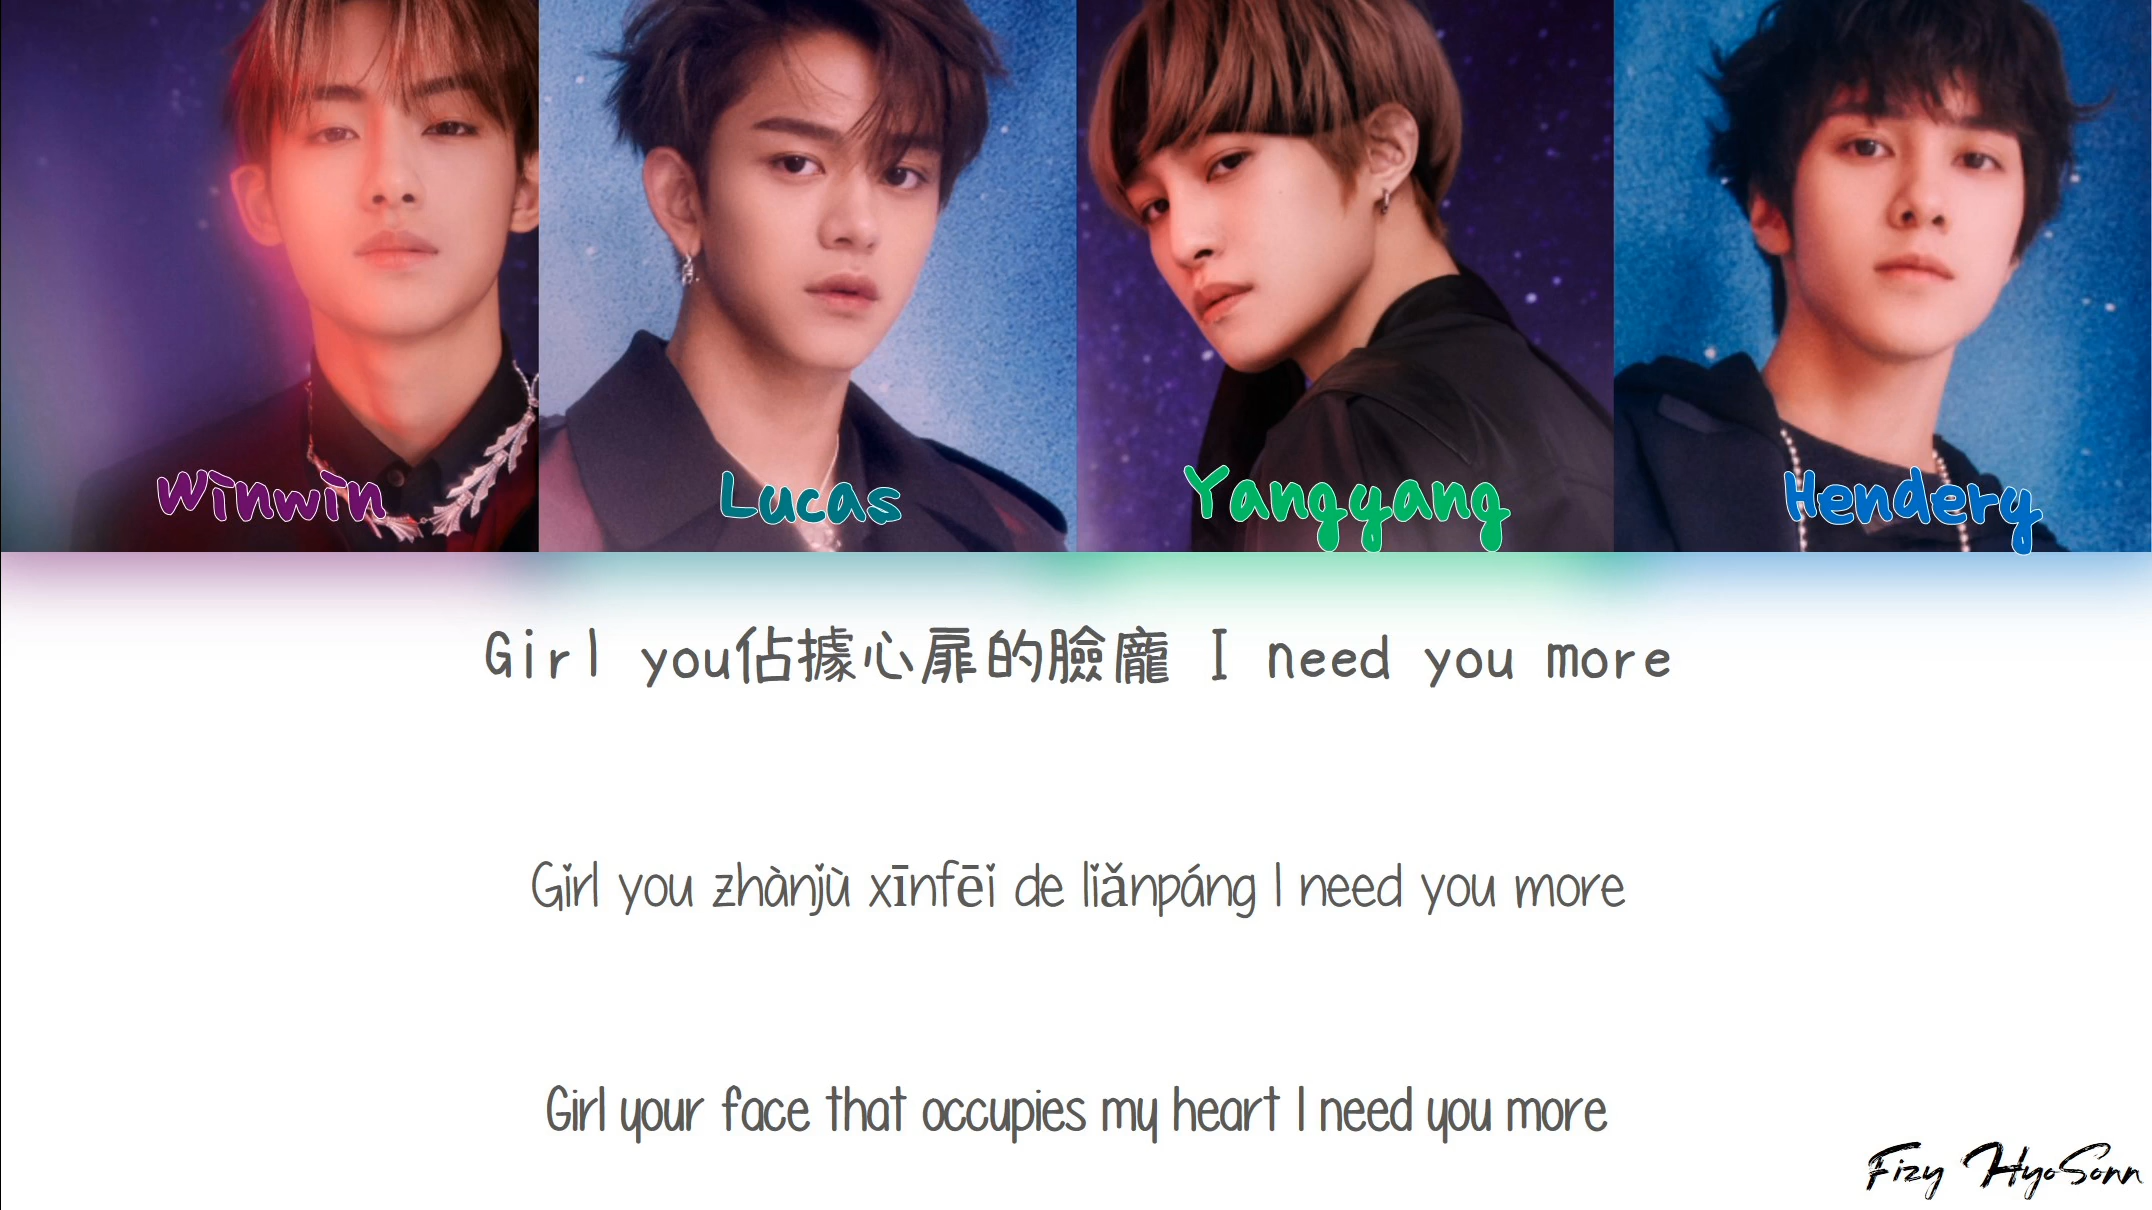 Winwin Lucas Yangyang Hendery
Girl you佔據心扉的臉龐 I need you more
Girl you zhànjù xīnfēi de liǎnpáng I need you more
Girl your face that occupies my heart I need you more
Fizy HyoSonn